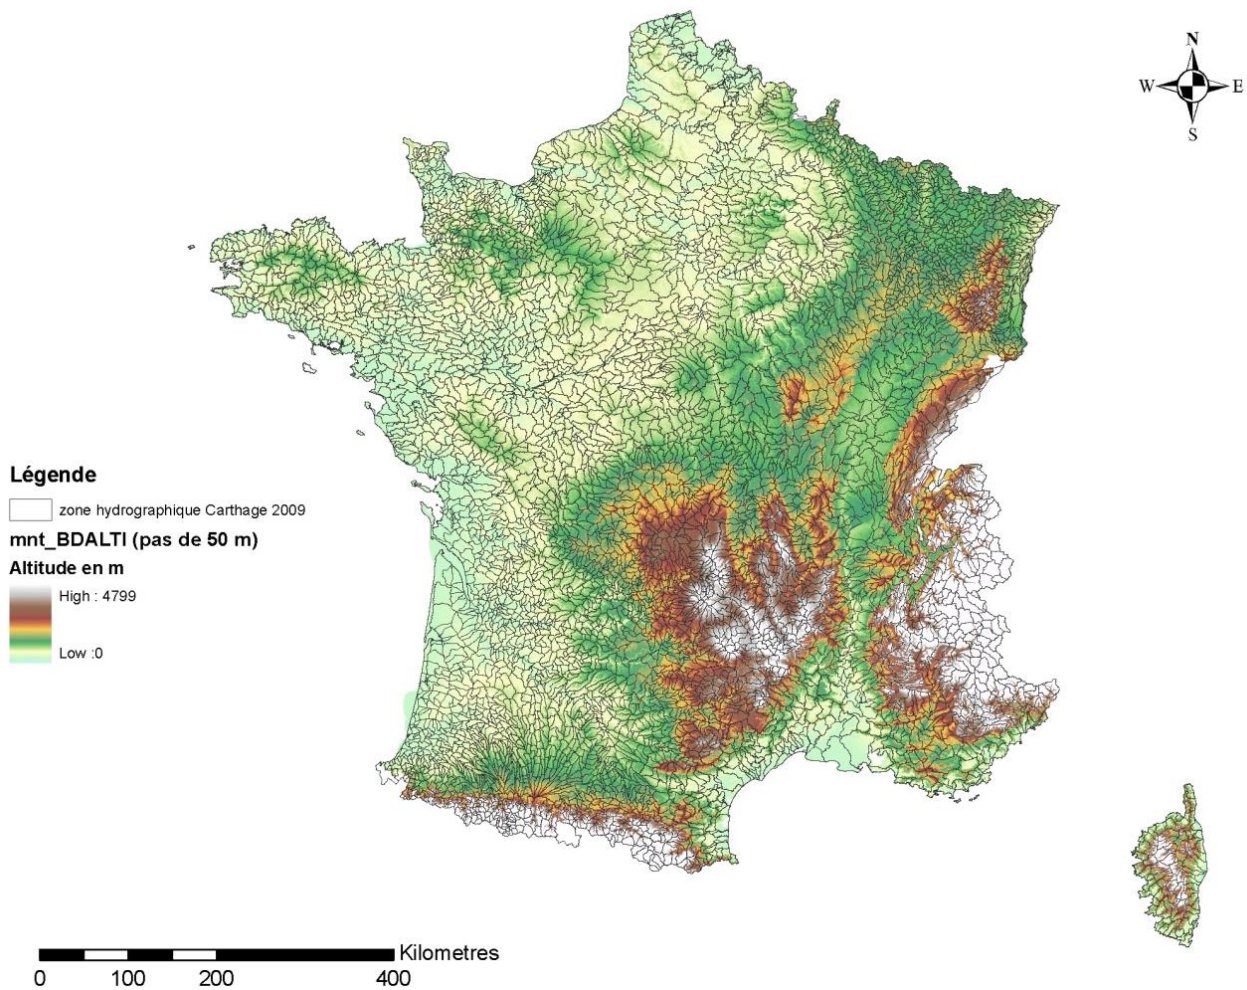 N
W E
S
Légende
zone hydrographique Carthage 2009
mnt_BDALTI (pas de 50 m)
Altitude en m
High : 4799
Low :0
Kilometres
0 100 200 400